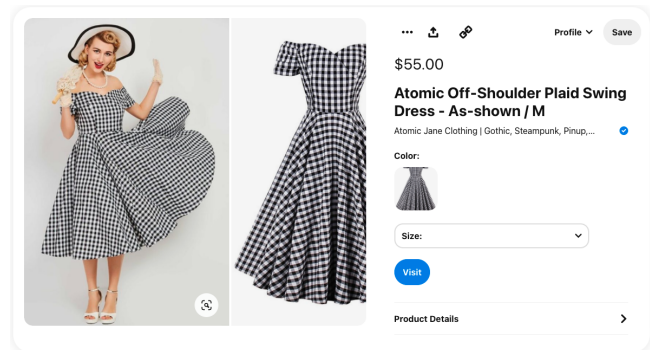 Profile
Save
$55.00
Atomic Off-Shoulder Plaid Swing
Dress - As-shown / M
Atomic Jane Clothing | Gothic, Steampunk, Pinup,...
Color:
Size:
Visit
Product Details